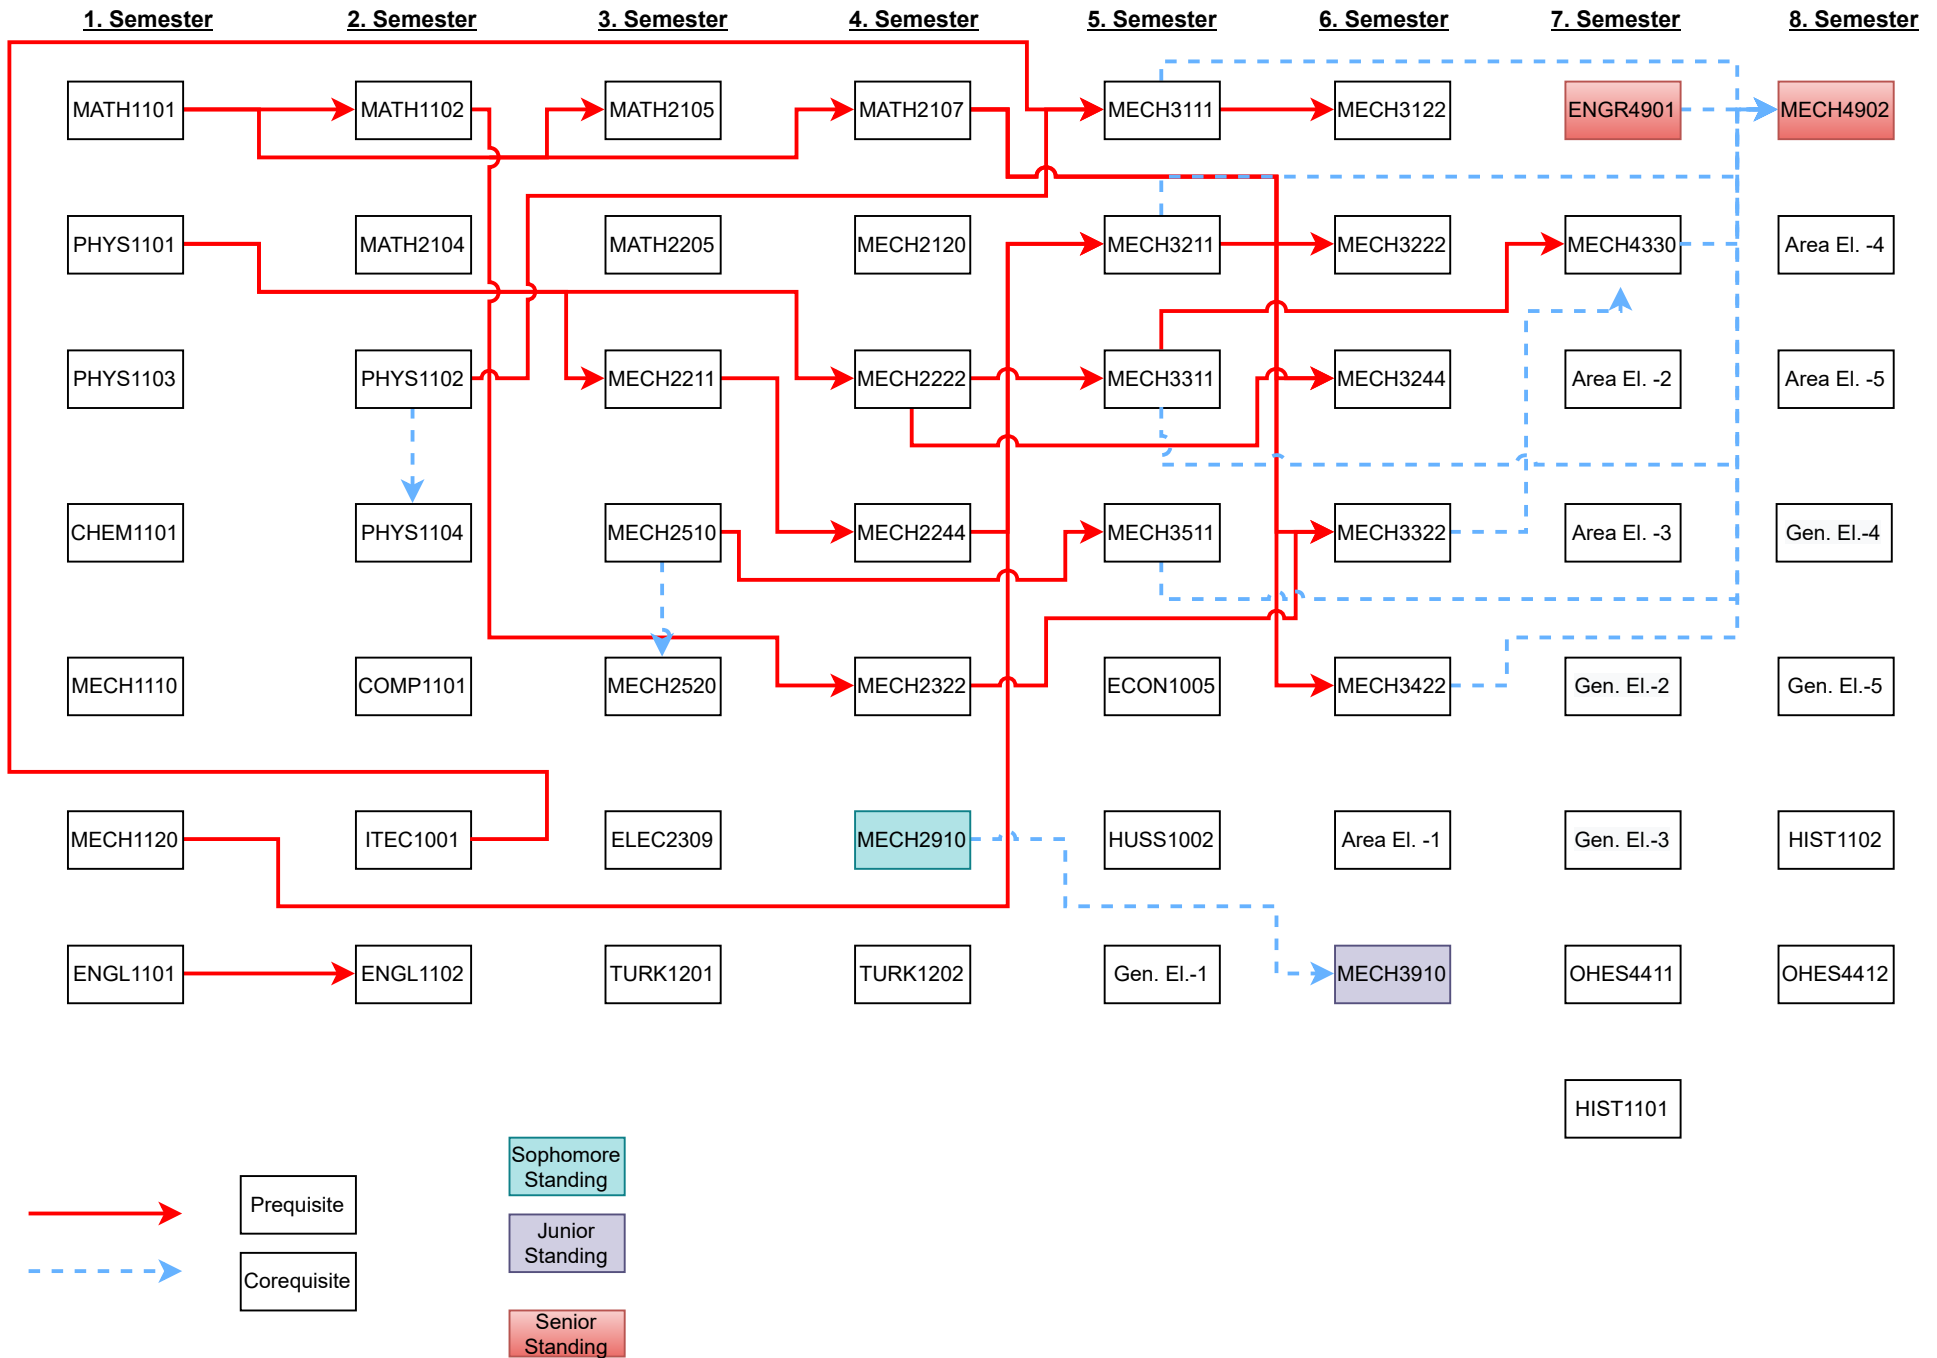 1. Semester
2. Semester
3. Semester
4. Semester
5. Semester
6. Semester
7. Semester
8. Semester
MATH1101
MATH1102
MATH2105
MATH2107
MECH3111
MECH3122
ENGR4901
MECH4902
PHYS1101
MATH2104
MATH2205
MECH2120
MECH3211
MECH3222
MECH4330
Area El. -4
PHYS1103
PHYS1102
MECH2211
MECH2222
MECH3311
MECH3244
Area El. -2
Area El. -5
CHEM1101
PHYS1104
MECH2510
MECH2244
MECH3511
MECH3322
Area El. -3
Gen. El.-4
MECH1110
COMP1101
MECH2520
MECH2322
ECON1005
MECH3422
Gen. El.-2
Gen. El.-5
MECH1120
ITEC1001
ELEC2309
MECH2910
HUSS1002
Area El. -1
Gen. El.-3
HIST1102
ENGL1101
ENGL1102
TURK1201
TURK1202
Gen. El.-1
MECH3910
OHES4411
OHES4412
HIST1101
Prequisite
Corequisite
Sophomore
Standing
Junior
Standing
Senior
Standing